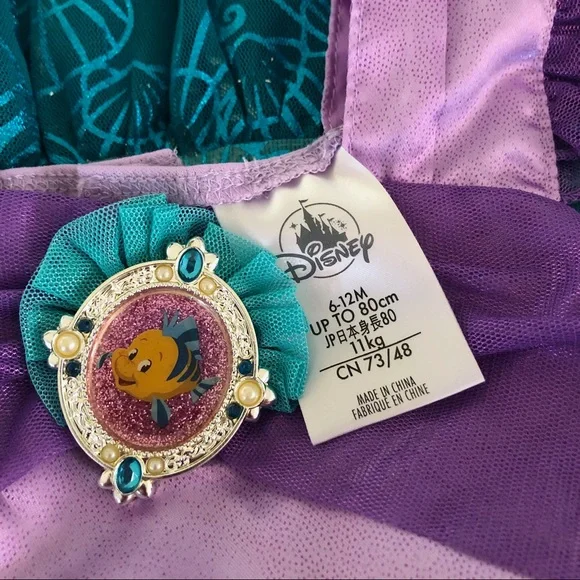 DISNEY
6-12M
UP TO 80cm
JP日本身長80
11kg
CN 73/48
MADE IN CHINA
FABRIQUÉ EN CHINE